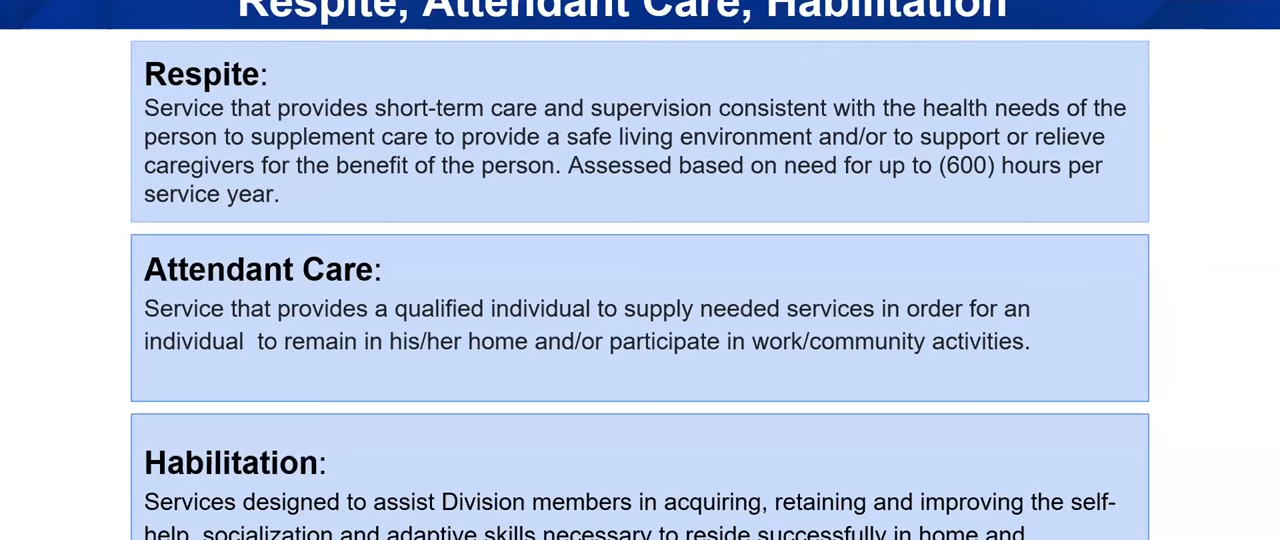 Respite, Attendant Care, Habilitation
Respite:
Service that provides short-term care and supervision consistent with the health needs of the
person to supplement care to provide a safe living environment and/or to support or relieve
caregivers for the benefit of the person. Assessed based on need for up to (600) hours per
service year.
Attendant Care:
Service that provides a qualified individual to supply needed services in order for an
individual  to remain in his/her home and/or participate in work/community activities.
Habilitation:
Services designed to assist Division members in acquiring, retaining and improving the self-
help, socialization and adaptive skills necessary to reside successfully in home and